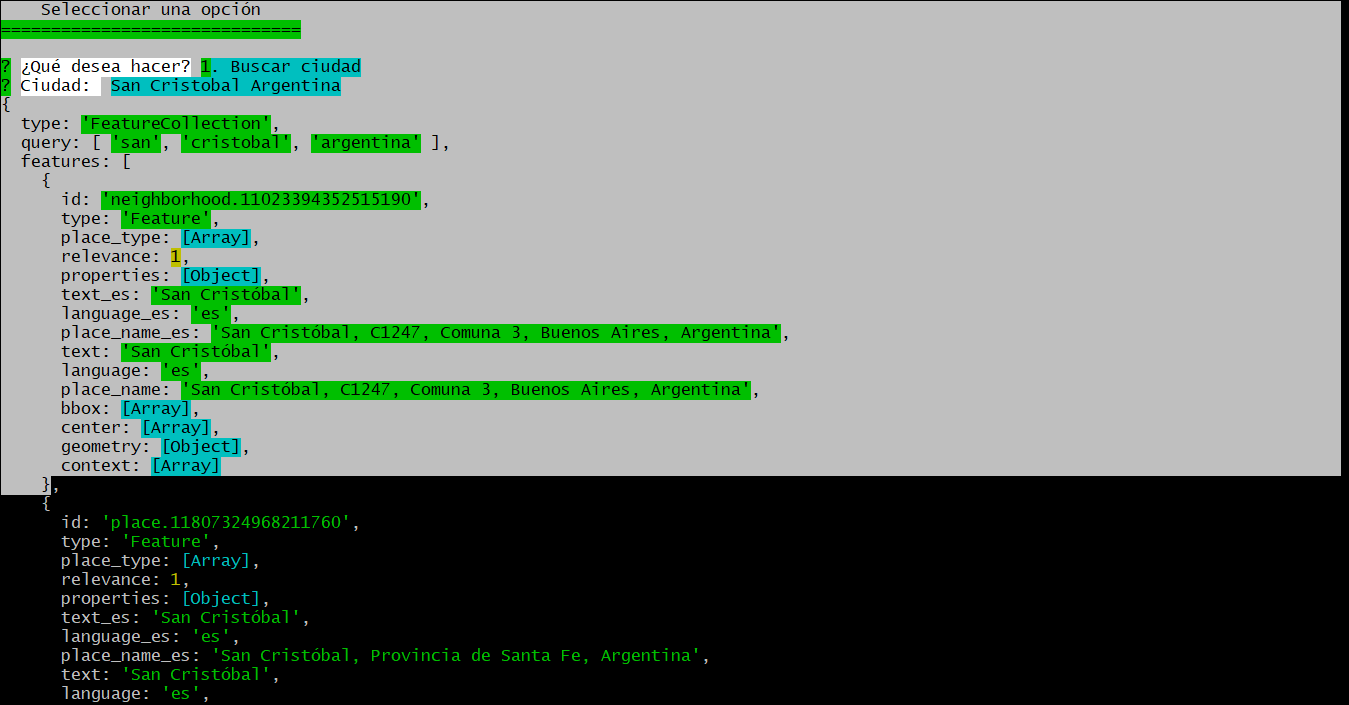 Seleccionar una opción
==============================
? ¿Qué desea hacer? 1. Buscar ciudad
? Ciudad:  San Cristobal Argentina
{
  type: 'FeatureCollection',
  query: [ 'san', 'cristobal', 'argentina' ],
  features: [
    {
      id: 'neighborhood.11023394352515190',
      type: 'Feature',
      place_type: [Array],
      relevance: 1,
      properties: [Object],
      text_es: 'San Cristóbal',
      language_es: 'es',
      place_name_es: 'San Cristóbal, C1247, Comuna 3, Buenos Aires, Argentina',
      text: 'San Cristóbal',
      language: 'es',
      place_name: 'San Cristóbal, C1247, Comuna 3, Buenos Aires, Argentina',
      bbox: [Array],
      center: [Array],
      geometry: [Object],
      context: [Array]
    },
    {
      id: 'place.11807324968211760',
      type: 'Feature',
      place_type: [Array],
      relevance: 1,
      properties: [Object],
      text_es: 'San Cristóbal',
      language_es: 'es',
      place_name_es: 'San Cristóbal, Provincia de Santa Fe, Argentina',
      text: 'San Cristóbal',
      language: 'es',